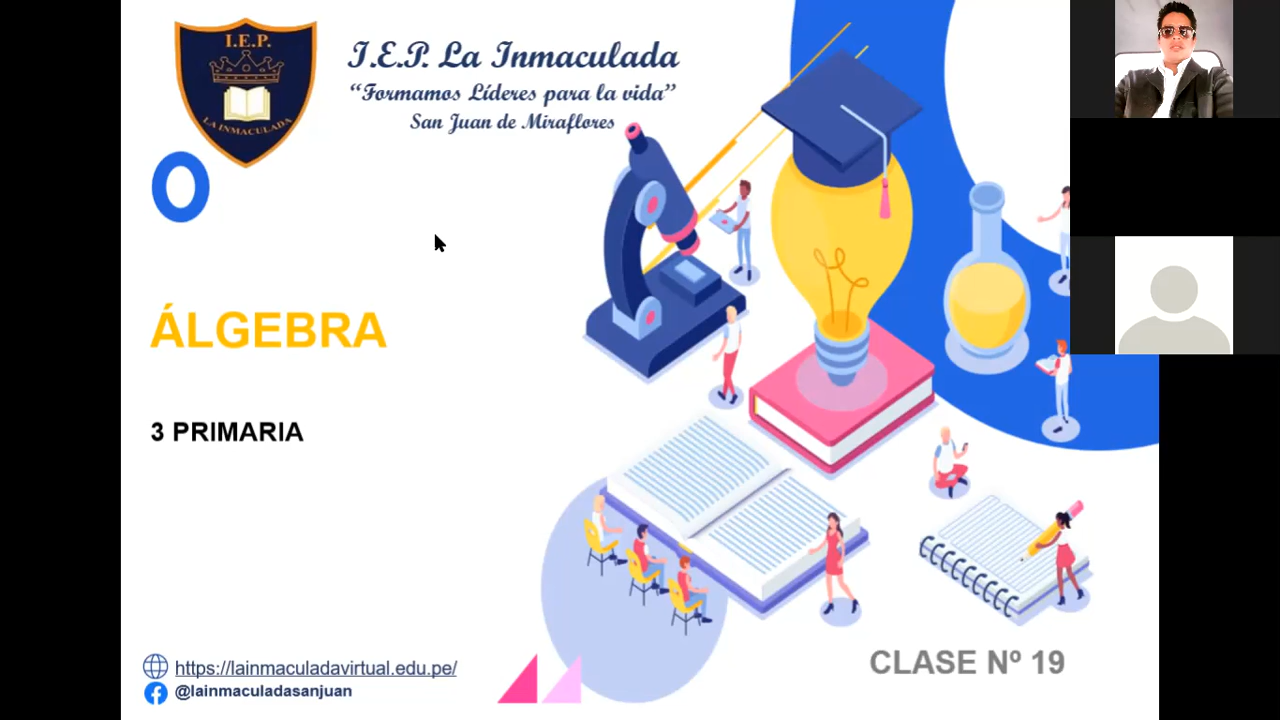 I.E.P.
LA INMACULADA
I.E.P. La Inmaculada
“Formamos Líderes para la vida”
San Juan de Miraflores
ÁLGEBRA
3 PRIMARIA
https://lainmaculadavirtual.edu.pe/
@lainmaculadasanjuan
CLASE Nº 19